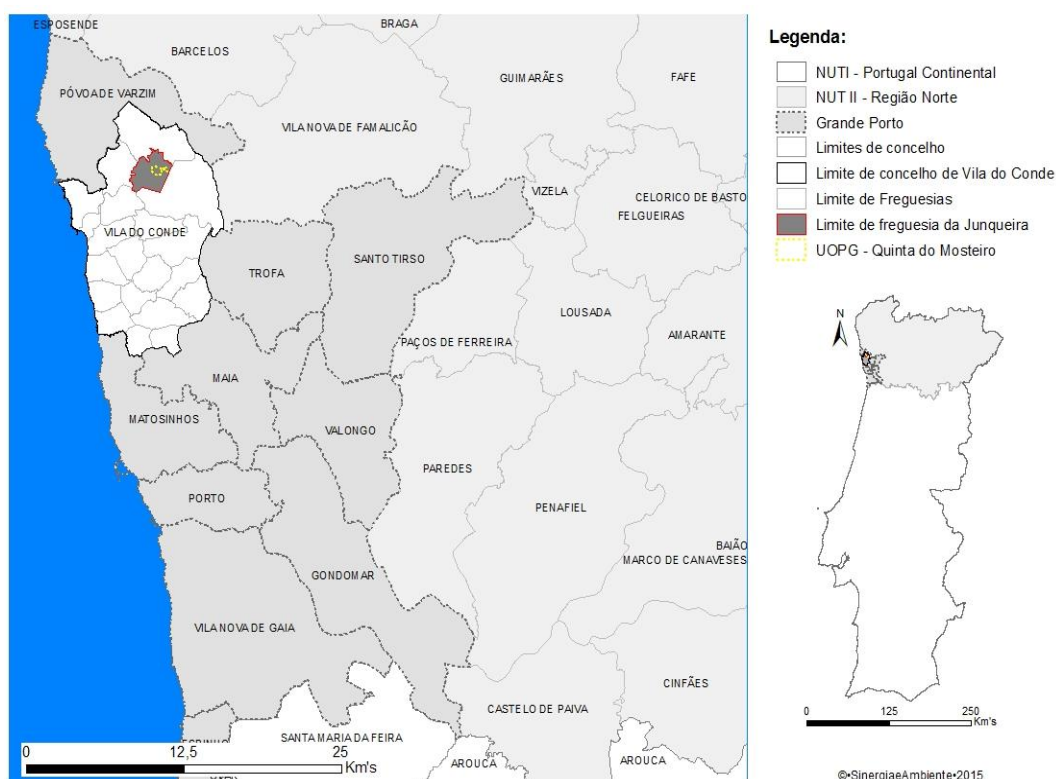 ESPOSENDE
BRAGA
BARCELOS
GUIMARÃES
FAFE
PÓVOA DE VARZIM
VILA NOVA DE FAMALICÃO
VIZELA
CELORICO DE BASTO
FELGUEIRAS
VILA DO CONDE
TROFA
SANTO TIRSO
LOUSADA
PAÇOS DE FERREIRA
AMARANTE
MAIA
MATOSINHOS
VALONGO
PAREDES
PORTO
PENAFIEL
BAIÃO
MARCO DE CANAVESES
GONDOMAR
VILA NOVA DE GAIA
CINFÃES
CASTELO DE PAIVA
SANTA MARIA DA FEIRA
AROUCA
AROUCA
0 12,5 25
Km's
Legenda:
NUTI - Portugal Continental
NUT II - Região Norte
Grande Porto
Limites de concelho
Limite de concelho de Vila do Conde
Limite de Freguesias
Limite de freguesia da Junqueira
UOPG - Quinta do Mosteiro
N
0 125 250
Km's
©•SinergiaeAmbiente•2015